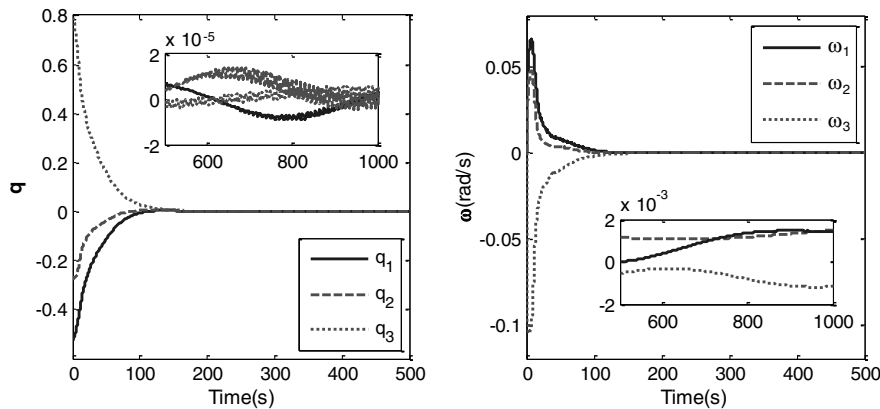 0.8
0.6
0.4
0.2
0
-0.2
-0.4
q
0
100
200
300
400
500
Time(s)
x 10⁻⁵
2
0
-2
600
800
1000
q₁
q₂
q₃
0.05
0
-0.05
-0.1
ω(rad/s)
0
100
200
300
400
500
Time(s)
ω₁
ω₂
ω₃
x 10⁻³
2
0
-2
600
800
1000